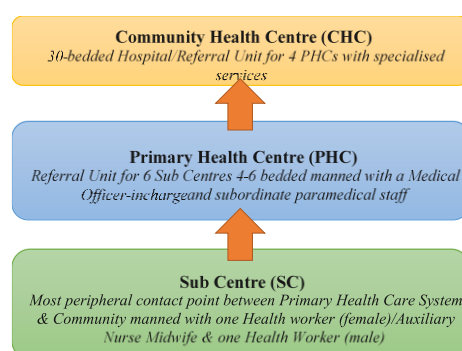 Community Health Centre (CHC)
30-bedded Hospital/Referral Unit for 4 PHCs with specialised
services
Primary Health Centre (PHC)
Referral Unit for 6 Sub Centres 4-6 bedded manned with a Medical
Officer-inchargeand subordinate paramedical staff
Sub Centre (SC)
Most peripheral contact point between Primary Health Care System
& Community manned with one Health worker (female)/Auxiliary
Nurse Midwife & one Health Worker (male)